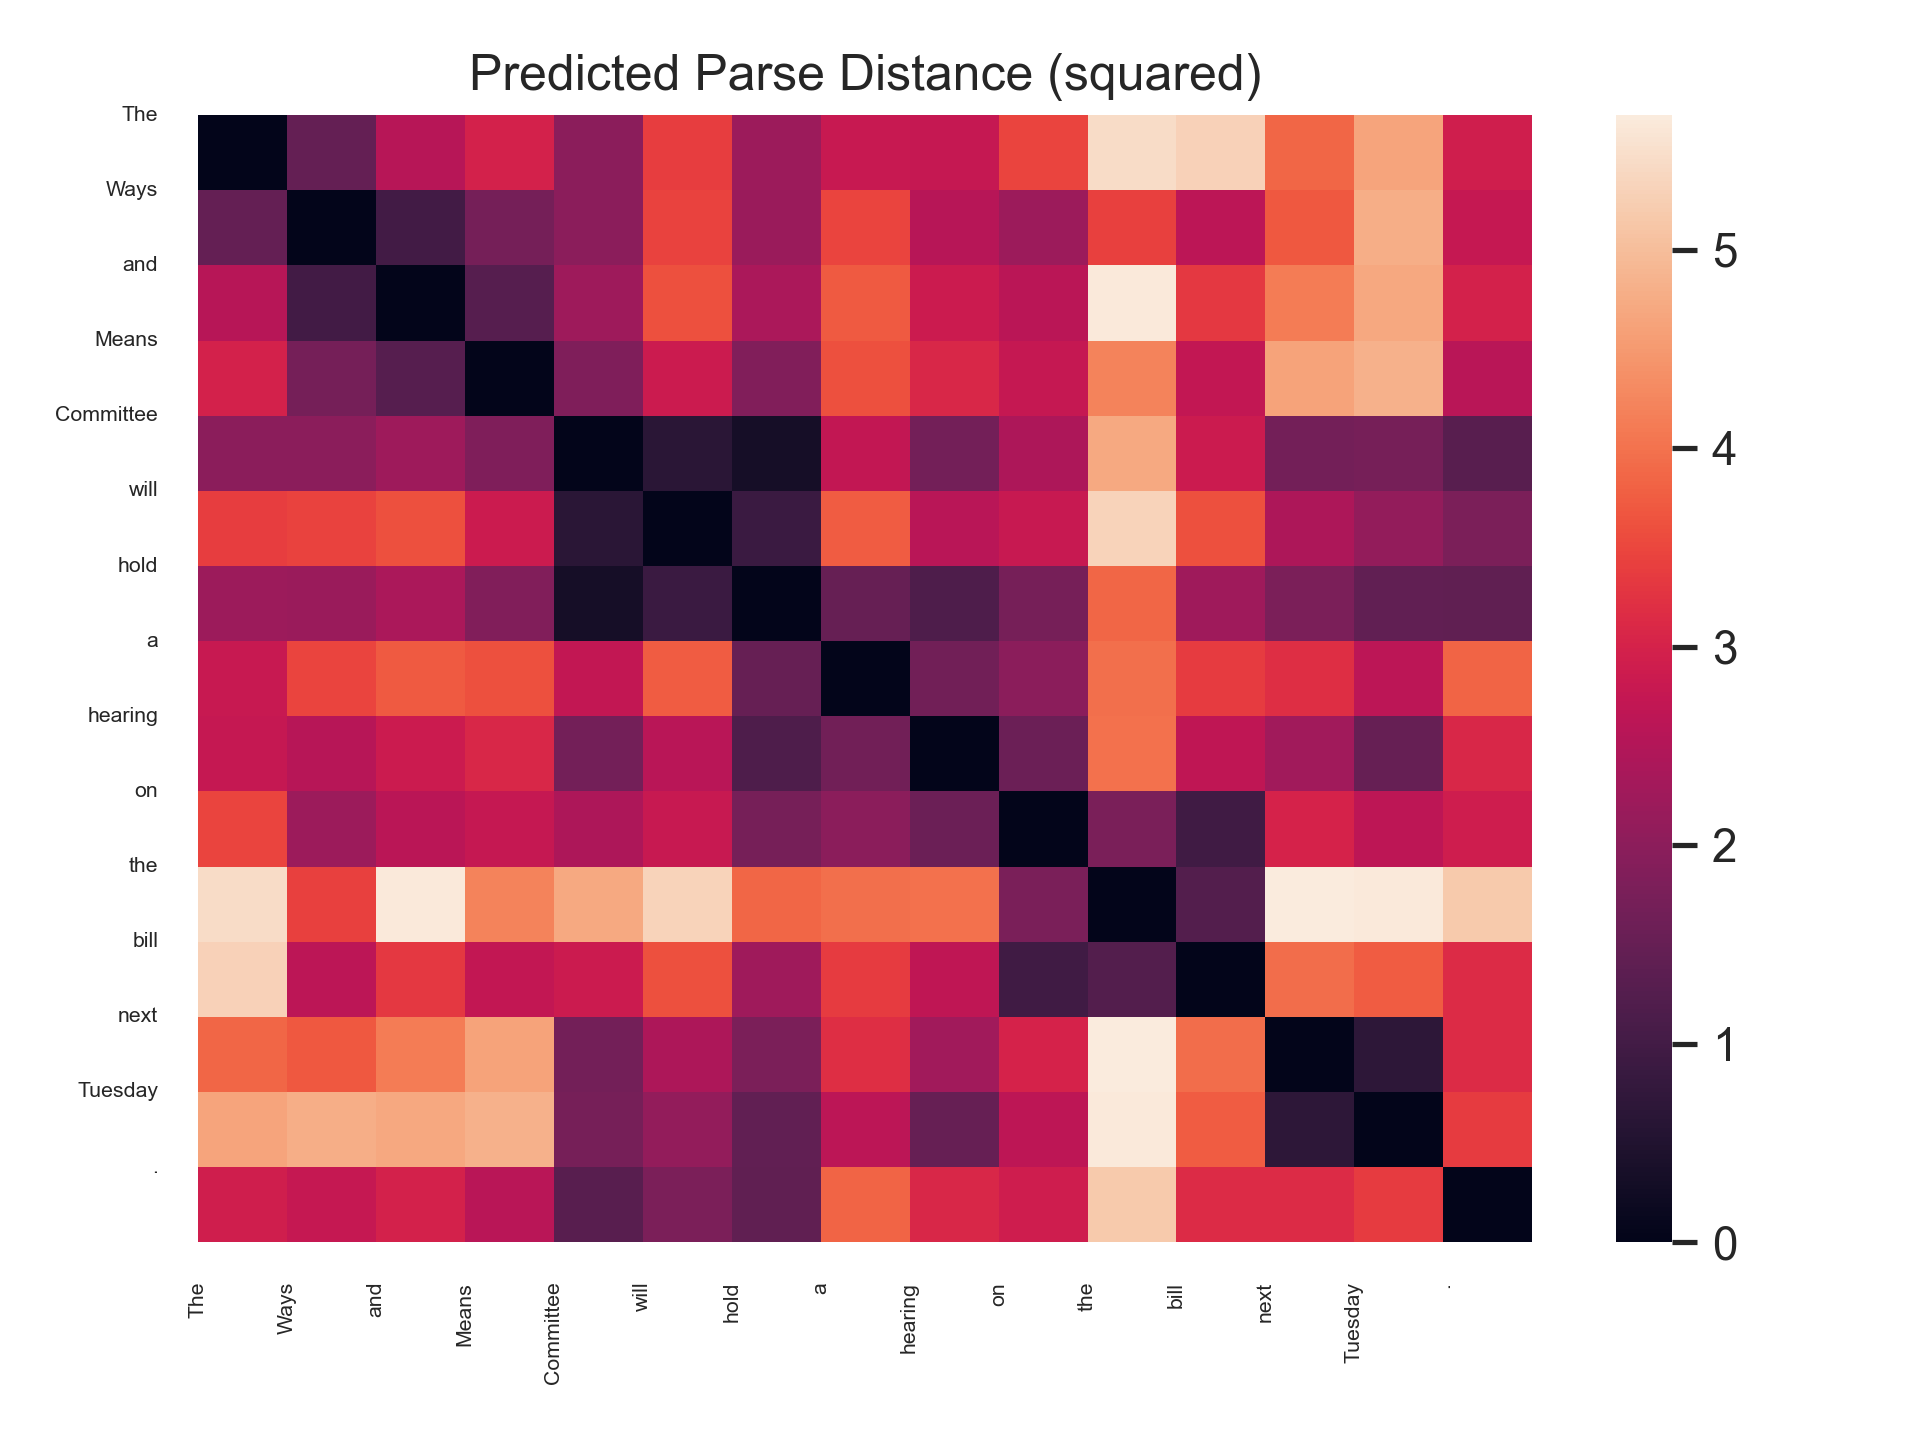 Predicted Parse Distance (squared)
The
Ways
and
Means
Committee
will
hold
a
hearing
on
the
bill
next
Tuesday
.
The
Ways
and
Means
Committee
will
hold
a
hearing
on
the
bill
next
Tuesday
.
5
4
3
2
1
0